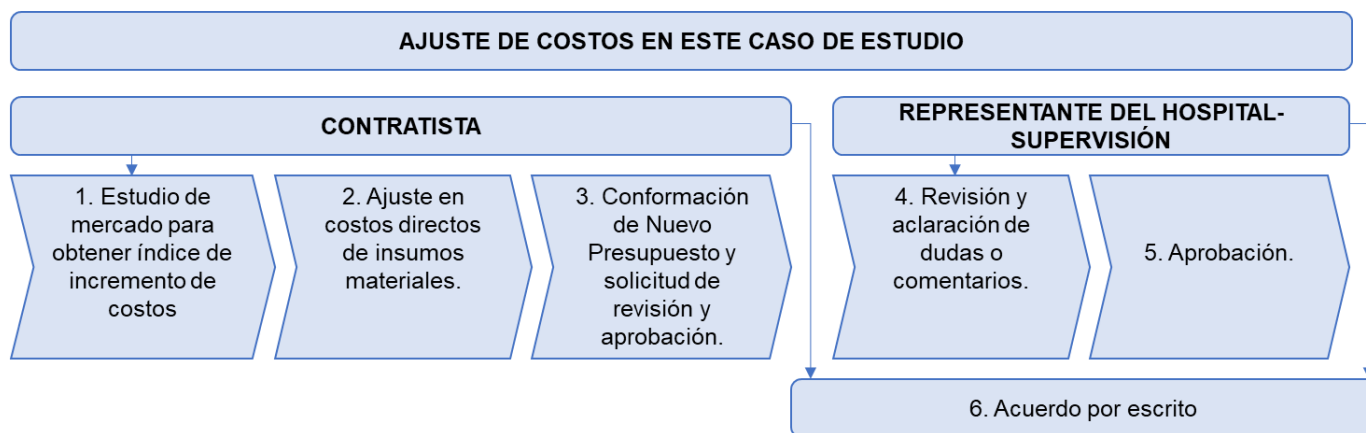 AJUSTE DE COSTOS EN ESTE CASO DE ESTUDIO
CONTRATISTA
REPRESENTANTE DEL HOSPITAL-
SUPERVISIÓN
1. Estudio de
mercado para
obtener índice de
incremento de
costos
2. Ajuste en
costos directos
de insumos
materiales.
3. Conformación
de Nuevo
Presupuesto y
solicitud de
revisión y
aprobación.
4. Revisión y
aclaración de
dudas o
comentarios.
5. Aprobación.
6. Acuerdo por escrito